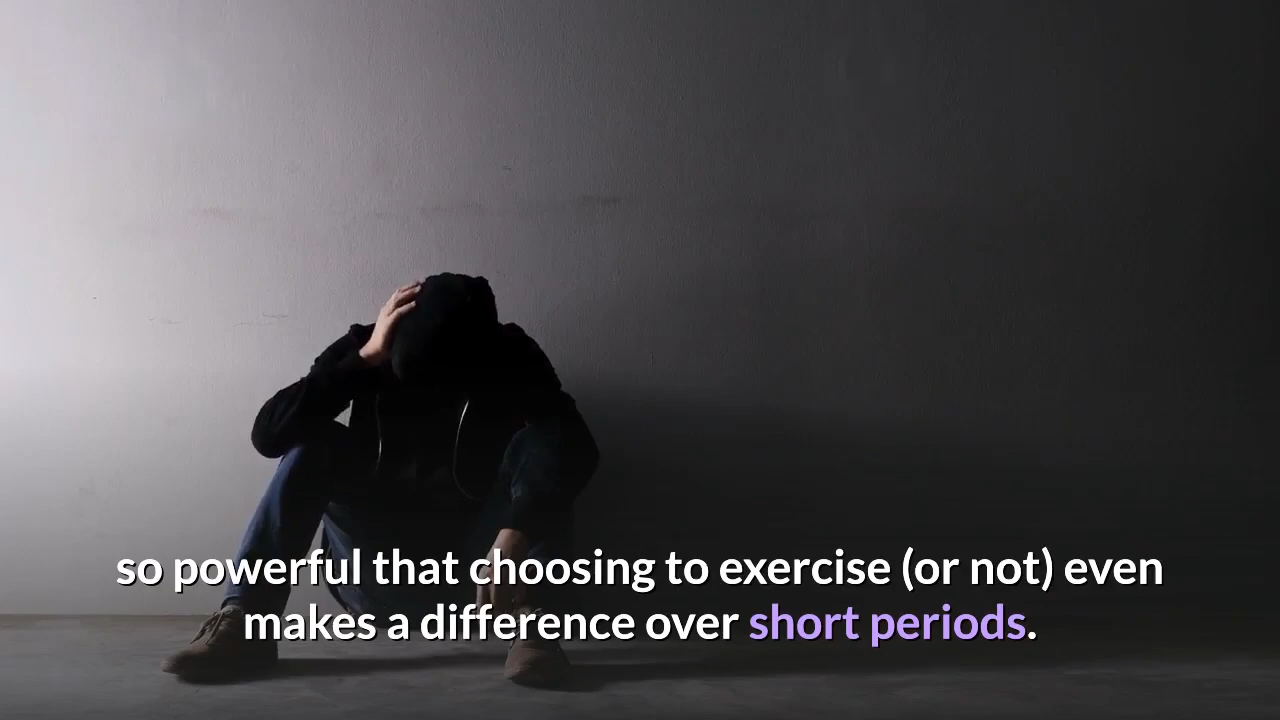 so powerful that choosing to exercise (or not) even
makes a difference over short periods.